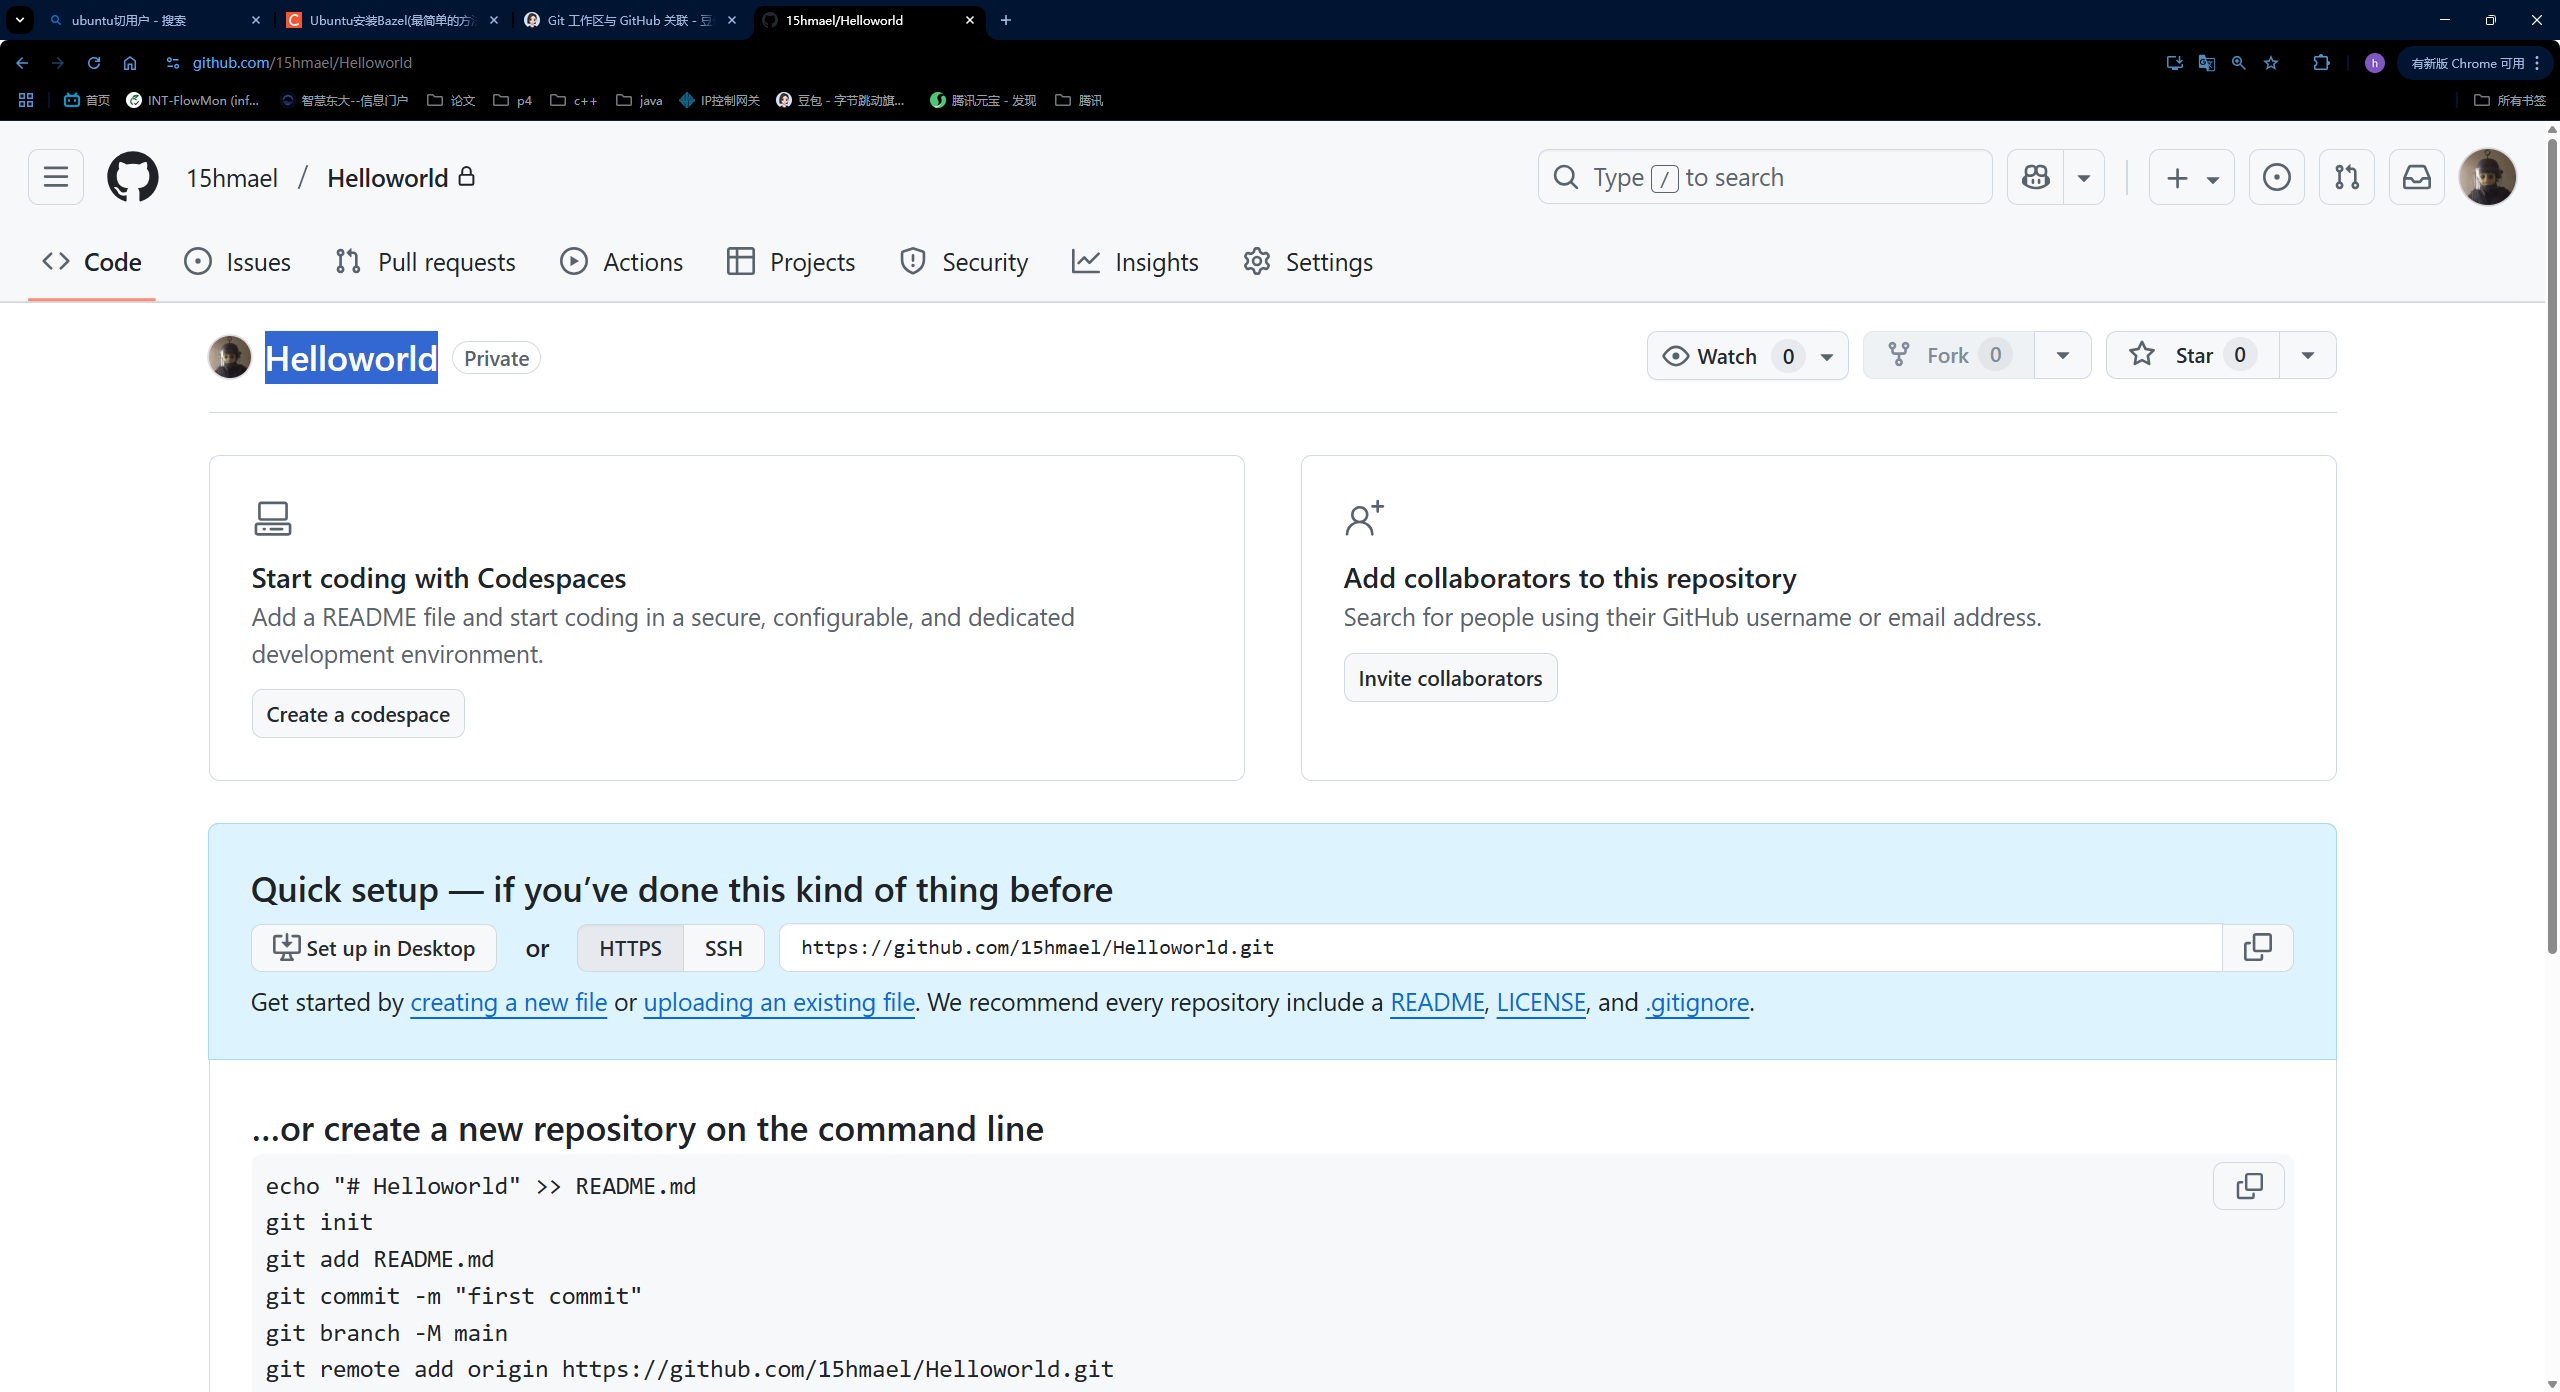 ubuntu切用户 - 搜索
Ubuntu安装Bazel(最简单的方
Git 工作区与 GitHub 关联 - 豆
15hmael/Helloworld
github.com/15hmael/Helloworld
h
有新版 Chrome 可用
首页
INT-FlowMon (inf...
智慧东大--信息门户
论文
p4
c++
java
IP控制网关
豆包 - 字节跳动旗...
腾讯元宝 - 发现
腾讯
所有书签
15hmael / Helloworld
Type / to search
Code
Issues
Pull requests
Actions
Projects
Security
Insights
Settings
Helloworld
Private
Watch 0
Fork 0
Star 0
Start coding with Codespaces
Add a README file and start coding in a secure, configurable, and dedicated
development environment.
Create a codespace
Add collaborators to this repository
Search for people using their GitHub username or email address.
Invite collaborators
Quick setup — if you’ve done this kind of thing before
Set up in Desktop or HTTPS SSH https://github.com/15hmael/Helloworld.git
Get started by creating a new file or uploading an existing file. We recommend every repository include a README, LICENSE, and .gitignore.
…or create a new repository on the command line
echo "# Helloworld" >> README.md
git init
git add README.md
git commit -m "first commit"
git branch -M main
git remote add origin https://github.com/15hmael/Helloworld.git